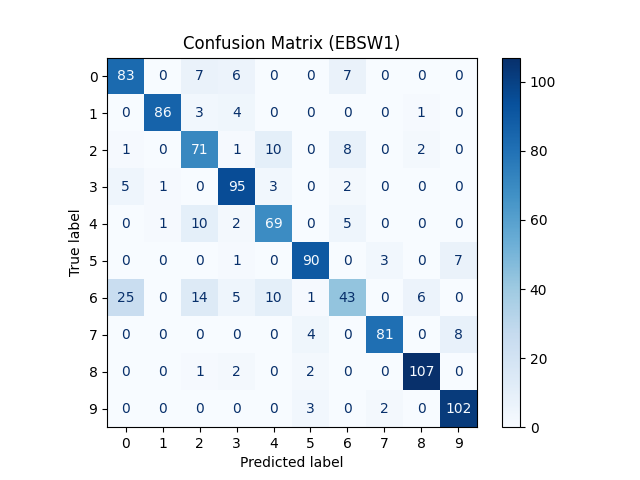 Confusion Matrix (EBSW1)
0 83 0 7 6 0 0 7 0 0 0
1 0 86 3 4 0 0 0 0 1 0
2 1 0 71 1 10 0 8 0 2 0
3 5 1 0 95 3 0 2 0 0 0
4 0 1 10 2 69 0 5 0 0 0
5 0 0 0 1 0 90 0 3 0 7
6 25 0 14 5 10 1 43 0 6 0
7 0 0 0 0 0 4 0 81 0 8
8 0 0 1 2 0 2 0 0 107 0
9 0 0 0 0 0 3 0 2 0 102
0 1 2 3 4 5 6 7 8 9
Predicted label
True label
100
80
60
40
20
0